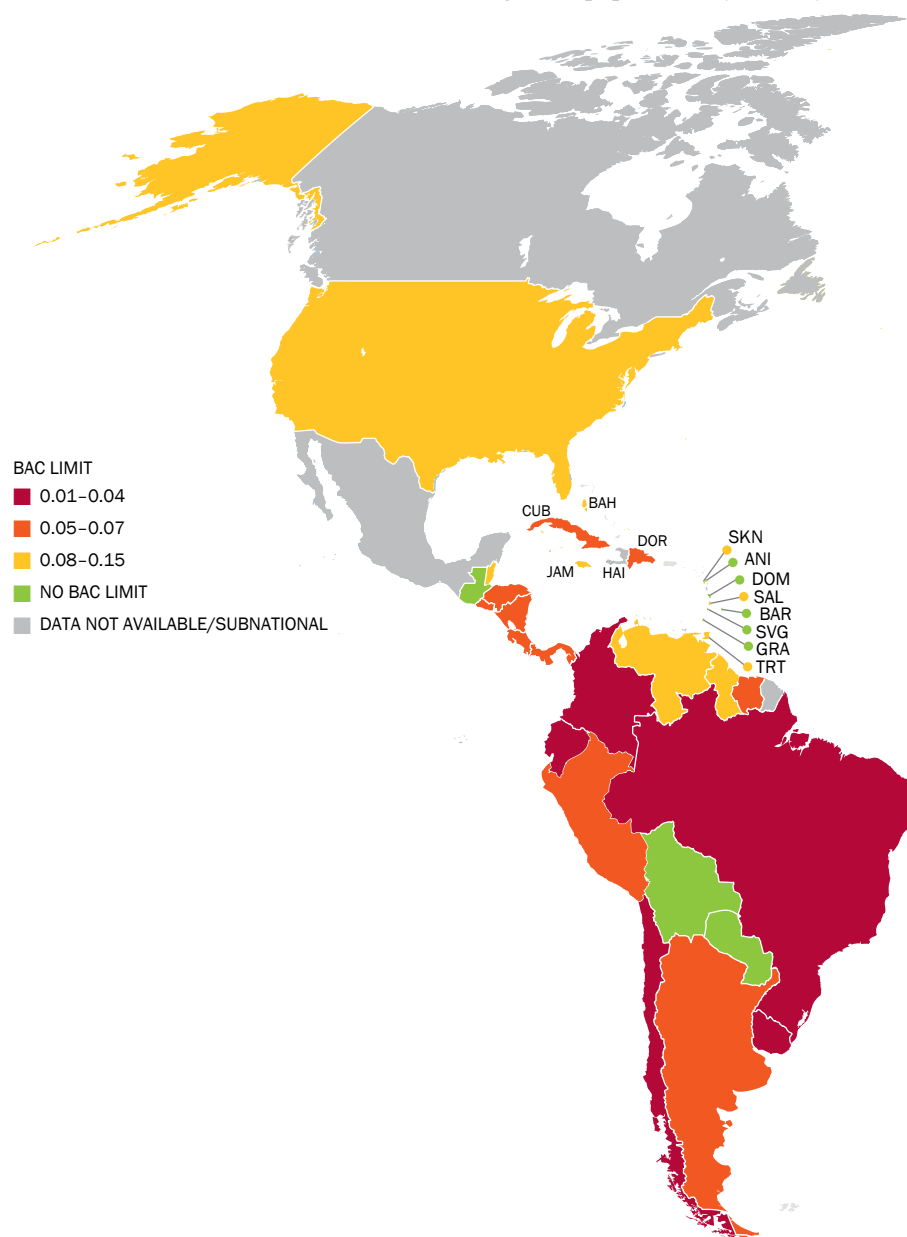 BAC LIMIT
0.01–0.04
0.05–0.07
0.08–0.15
NO BAC LIMIT
DATA NOT AVAILABLE/SUBNATIONAL
CUB
BAH
DOR
JAM
HAI
SKN
ANI
DOM
SAL
BAR
SVG
GRA
TRT